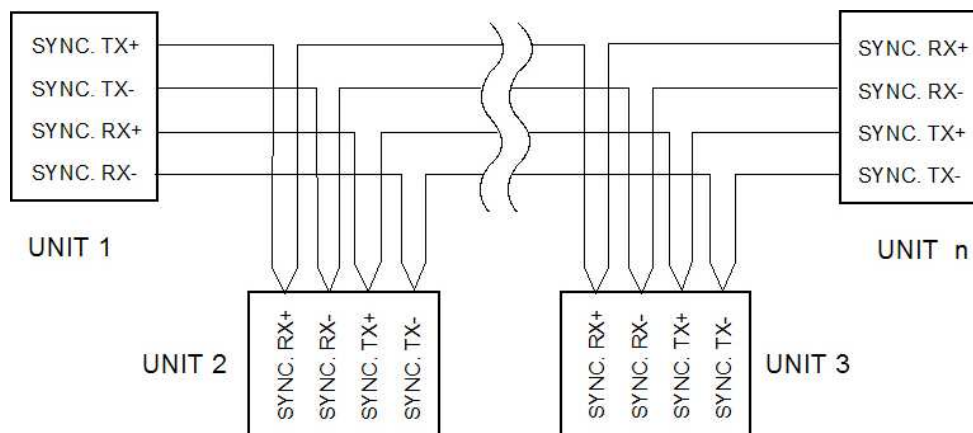 SYNC. TX+
SYNC. TX-
SYNC. RX+
SYNC. RX-
UNIT 1
SYNC. RX+
SYNC. RX-
SYNC. TX+
SYNC. TX-
UNIT n
UNIT 2
SYNC. RX+
SYNC. RX-
SYNC. TX+
SYNC. TX-
SYNC. RX+
SYNC. RX-
SYNC. TX+
SYNC. TX-
UNIT 3